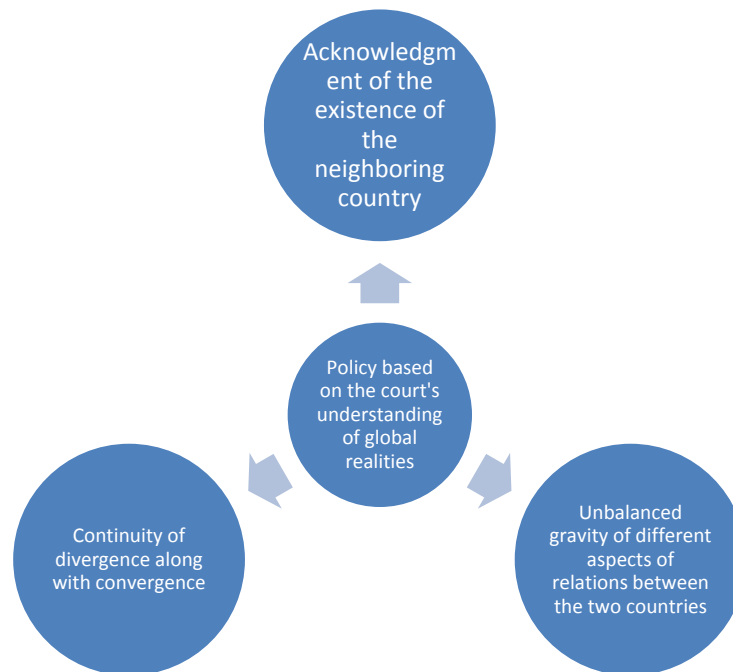 Acknowledgm
ent of the
existence of
the
neighboring
country
Policy based
on the court's
understanding
of global
realities
Continuity of
divergence along
with convergence
Unbalanced
gravity of different
aspects of
relations between
the two countries